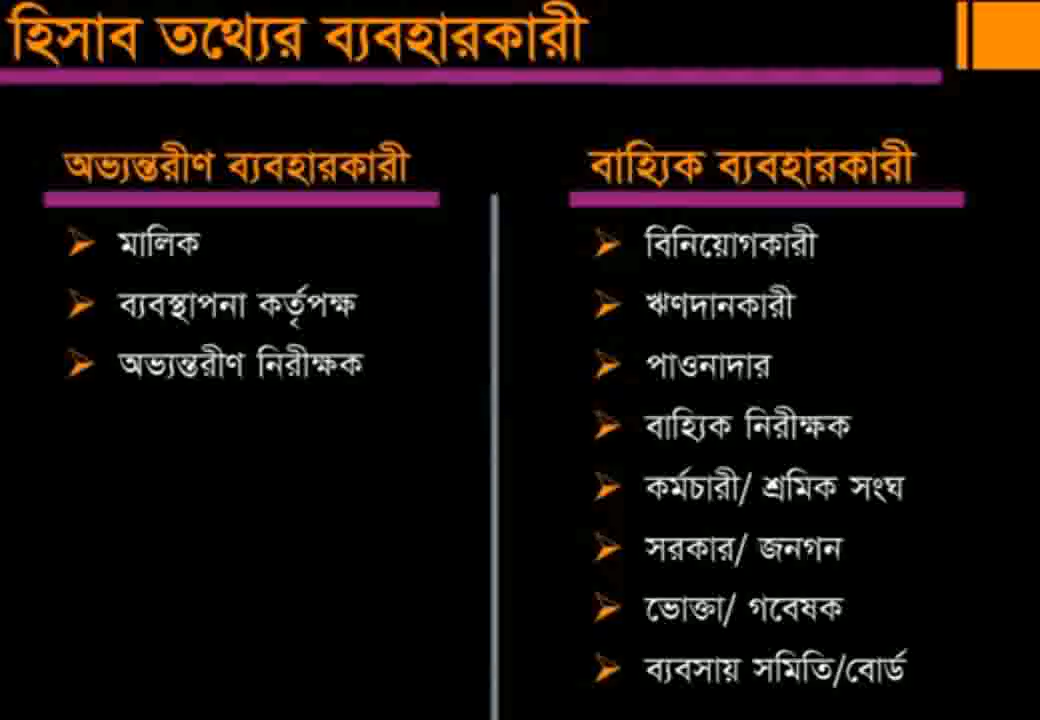 হিসাব তথ্যের ব্যবহারকারী
অভ্যন্তরীণ ব্যবহারকারী
মালিক
ব্যবস্থাপনা কর্তৃপক্ষ
অভ্যন্তরীণ নিরীক্ষক
বাহ্যিক ব্যবহারকারী
বিনিয়োগকারী
ঋণদানকারী
পাওনাদার
বাহ্যিক নিরীক্ষক
কর্মচারী/ শ্রমিক সংঘ
সরকার/ জনগন
ভোক্তা/ গবেষক
ব্যবসায় সমিতি/বোর্ড